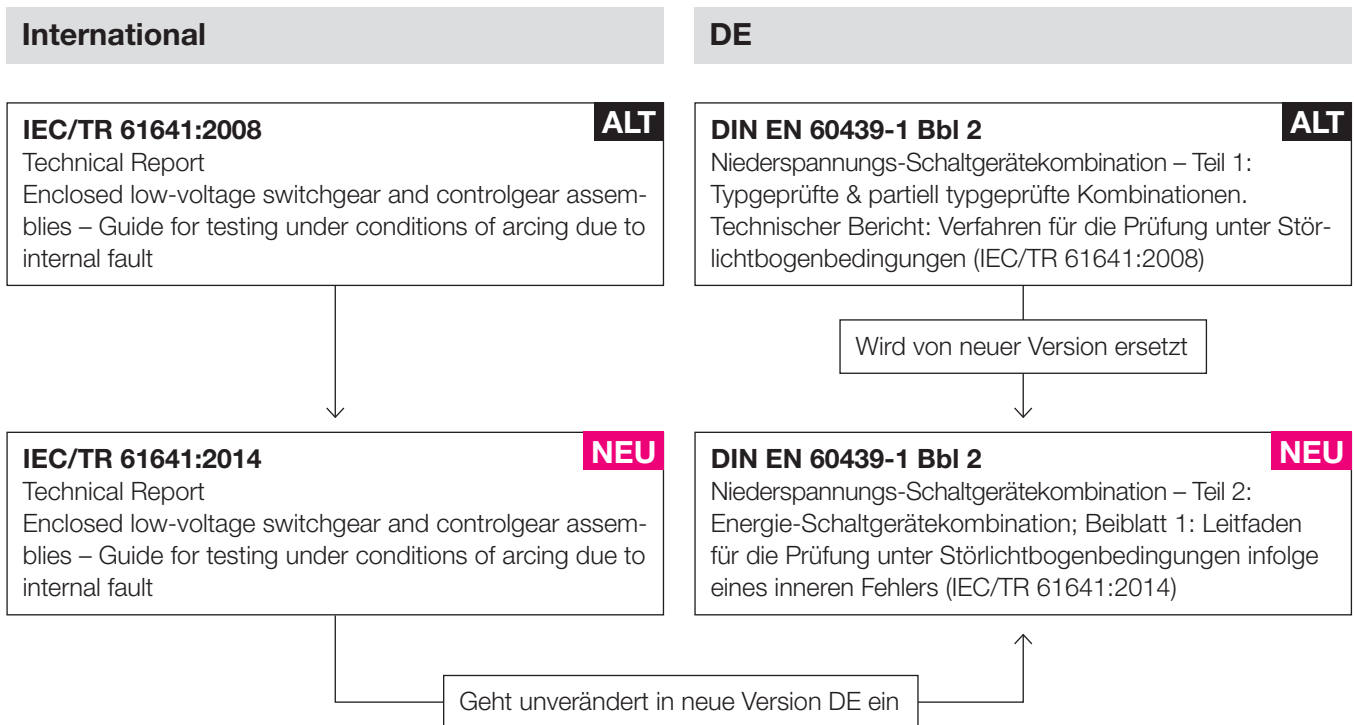 International
DE
IEC/TR 61641:2008
ALT
Technical Report
Enclosed low-voltage switchgear and controlgear assem-
blies – Guide for testing under conditions of arcing due to
internal fault
DIN EN 60439-1 Bbl 2
ALT
Niederspannungs-Schaltgerätekombination – Teil 1:
Typgeprüfte & partiell typgeprüfte Kombinationen.
Technischer Bericht: Verfahren für die Prüfung unter Stör-
lichtbogenbedingungen (IEC/TR 61641:2008)
Wird von neuer Version ersetzt
IEC/TR 61641:2014
NEU
Technical Report
Enclosed low-voltage switchgear and controlgear assem-
blies – Guide for testing under conditions of arcing due to
internal fault
DIN EN 60439-1 Bbl 2
NEU
Niederspannungs-Schaltgerätekombination – Teil 2:
Energie-Schaltgerätekombination; Beiblatt 1: Leitfaden
für die Prüfung unter Störlichtbogenbedingungen infolge
eines inneren Fehlers (IEC/TR 61641:2014)
Geht unverändert in neue Version DE ein